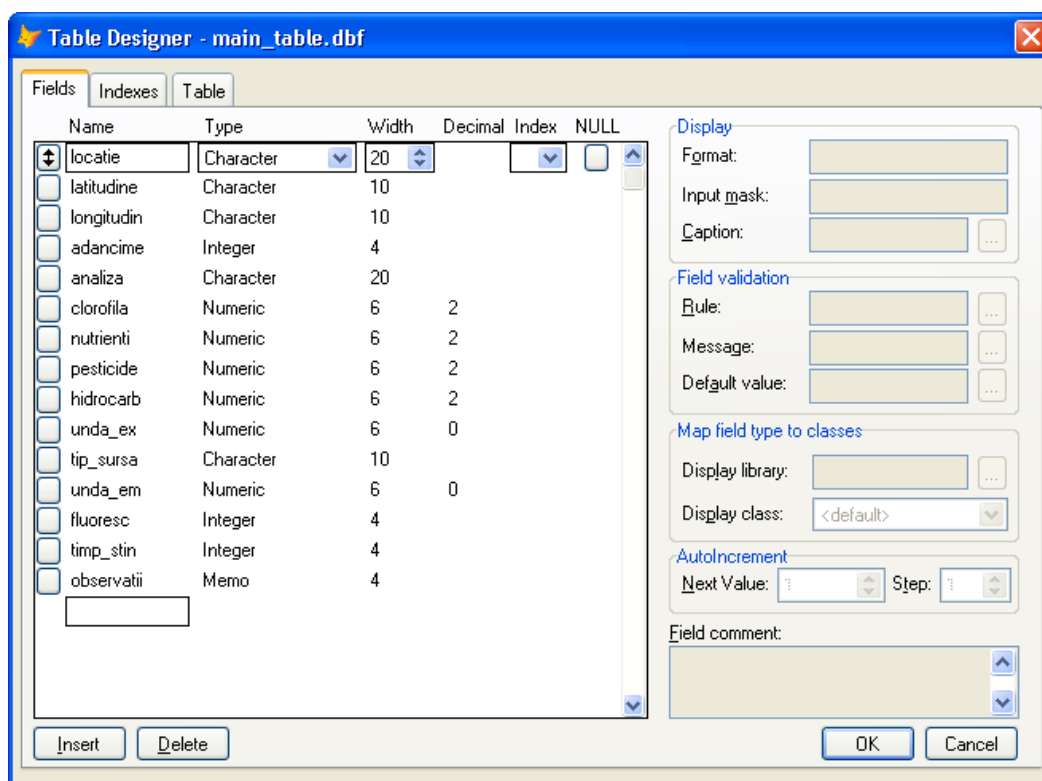 Table Designer - main_table.dbf
Fields Indexes Table
Name Type Width Decimal Index NULL
locatie Character 20
latitudine Character 10
longitudin Character 10
adancime Integer 4
analiza Character 20
clorofila Numeric 6 2
nutrienti Numeric 6 2
pesticide Numeric 6 2
hidrocarb Numeric 6 2
unda_ex Numeric 6 0
tip_sursa Character 10
unda_em Numeric 6 0
fluoresc Integer 4
timp_stin Integer 4
observatii Memo 4
Display
Format:
Input mask:
Caption: ...
Field validation
Rule: ...
Message: ...
Default value: ...
Map field type to classes
Display library: ...
Display class: <default>
AutoIncrement
Next Value: 1 Step: 1
Field comment:
Insert Delete OK Cancel